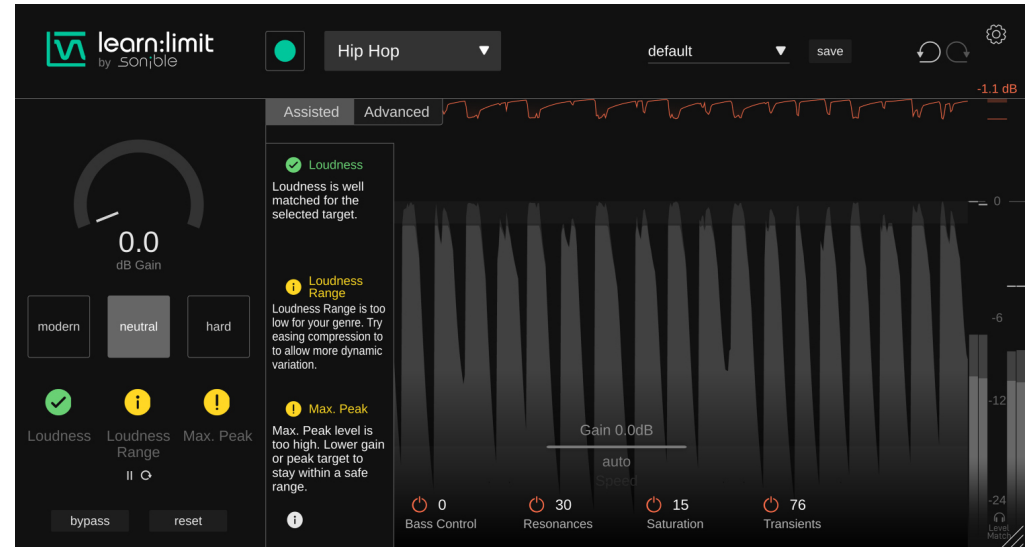 learn:limit
by sonible
Hip Hop
default
save
-1.1 dB
Assisted
Advanced
Loudness
Loudness is well
matched for the
selected target.
0.0
dB Gain
Loudness
Range
Loudness Range is too
low for your genre. Try
easing compression to
to allow more dynamic
variation.
modern
neutral
hard
Max. Peak
Max. Peak level is
too high. Lower gain
or peak target to
stay within a safe
range.
Loudness
Loudness
Range
Max. Peak
bypass
reset
Gain 0.0dB
auto
Speed
0
Bass Control
30
Resonances
15
Saturation
76
Transients
0
-6
-12
-24
Level
Match